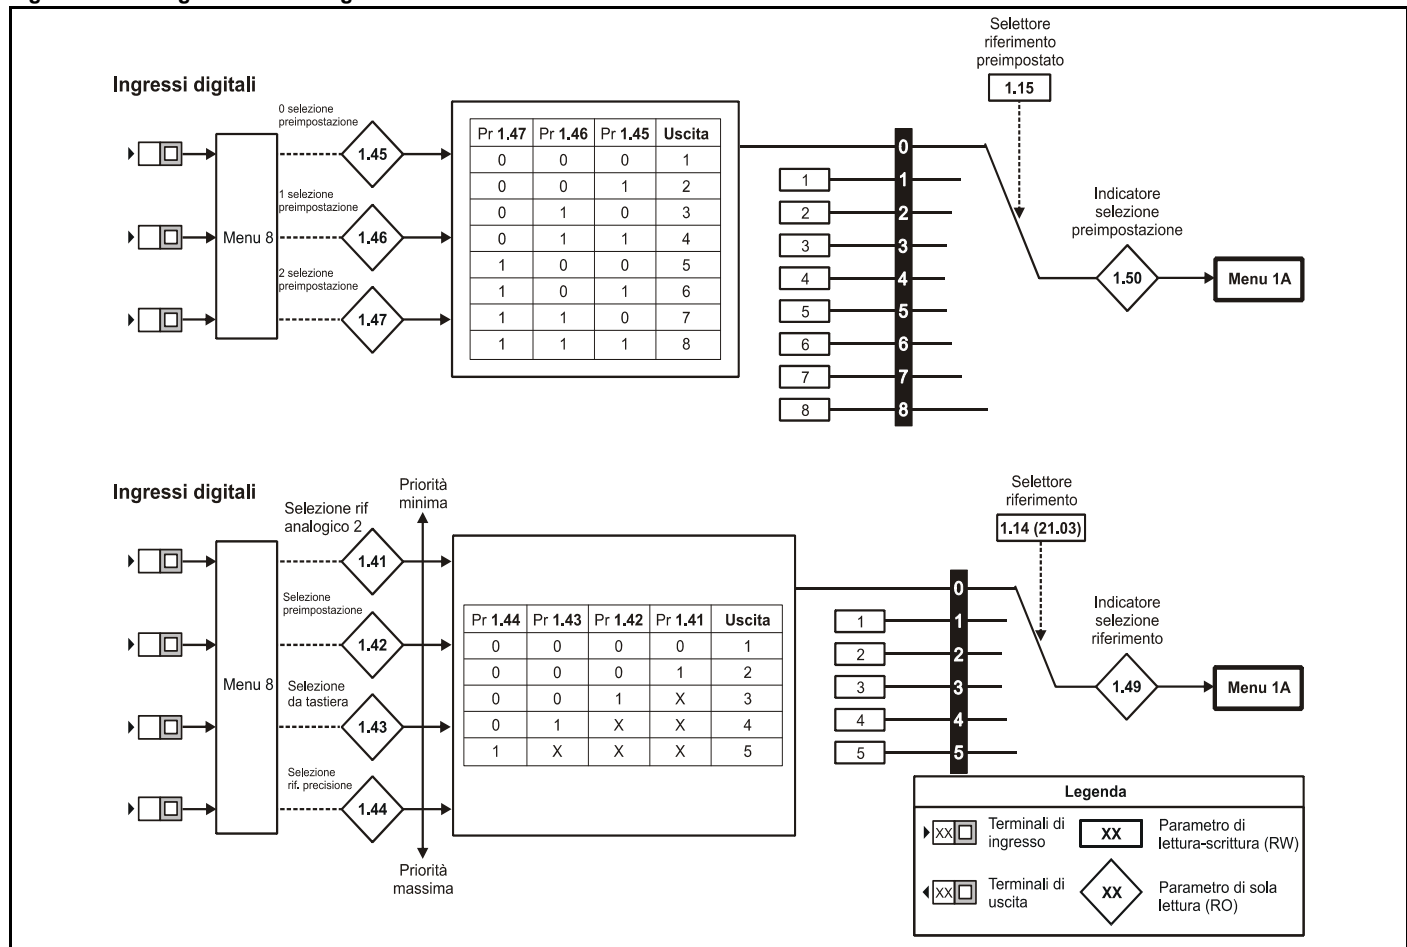 Ingressi digitali
0 selezione
preimpostazione
1.45
1 selezione
preimpostazione
1.46
2 selezione
preimpostazione
1.47
Menu 8
Pr 1.47 Pr 1.46 Pr 1.45 Uscita
0 0 0 1
0 0 1 2
0 1 0 3
0 1 1 4
1 0 0 5
1 0 1 6
1 1 0 7
1 1 1 8
0
1 1
2 2
3 3
4 4
5 5
6 6
7 7
8 8
Selettore
riferimento
preimpostato
1.15
Indicatore
selezione
preimpostazione
1.50
Menu 1A
Ingressi digitali
Selezione rif
analogico 2
1.41
Selezione
preimpostazione
1.42
Selezione
da tastiera
1.43
Selezione
rif. precisione
1.44
Menu 8
Priorità
minima
Priorità
massima
Pr 1.44 Pr 1.43 Pr 1.42 Pr 1.41 Uscita
0 0 0 0 1
0 0 0 1 2
0 0 1 X 3
0 1 X X 4
1 X X X 5
0
1 1
2 2
3 3
4 4
5 5
Selettore
riferimento
1.14 (21.03)
Indicatore
selezione
riferimento
1.49
Menu 1A
Legenda
XX
Terminali di
ingresso
XX
Parametro di
lettura-scrittura (RW)
XX
Terminali di
uscita
XX
Parametro di sola
lettura (RO)